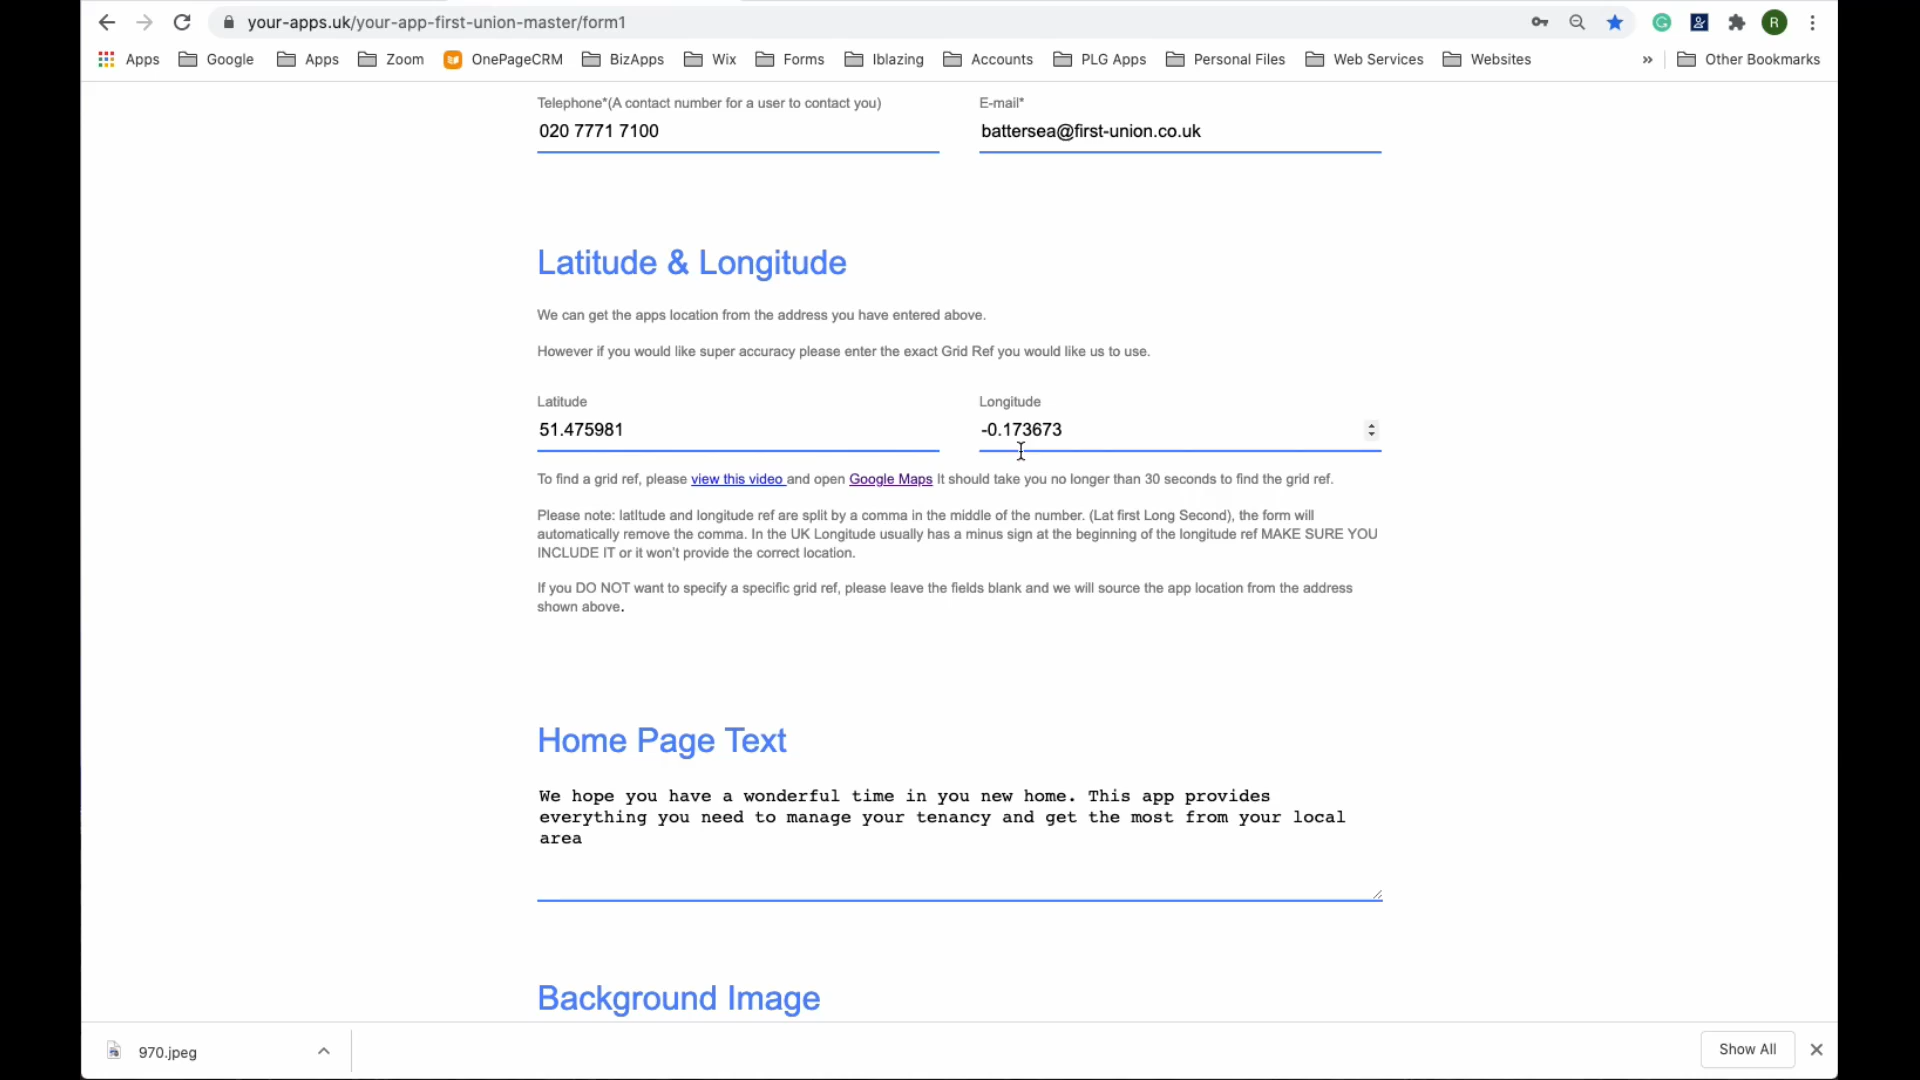 your-apps.uk/your-app-first-union-master/form1
R
Apps Google Apps Zoom OnePageCRM BizApps Wix Forms Iblazing Accounts PLG Apps Personal Files Web Services Websites » Other Bookmarks
Telephone*(A contact number for a user to contact you) E-mail*
020 7771 7100 battersea@first-union.co.uk
Latitude & Longitude
We can get the apps location from the address you have entered above.
However if you would like super accuracy please enter the exact Grid Ref you would like us to use.
Latitude Longitude
51.475981 -0.173673
To find a grid ref, please view this video and open Google Maps It should take you no longer than 30 seconds to find the grid ref.
Please note: latItude and longitude ref are split by a comma in the middle of the number. (Lat first Long Second), the form will
automatically remove the comma. In the UK Longitude usually has a minus sign at the beginning of the longitude ref MAKE SURE YOU
INCLUDE IT or it won't provide the correct location.
If you DO NOT want to specify a specific grid ref, please leave the fields blank and we will source the app location from the address
shown above.
Home Page Text
We hope you have a wonderful time in you new home. This app provides
everything you need to manage your tenancy and get the most from your local
area
Background Image
970.jpeg Show All